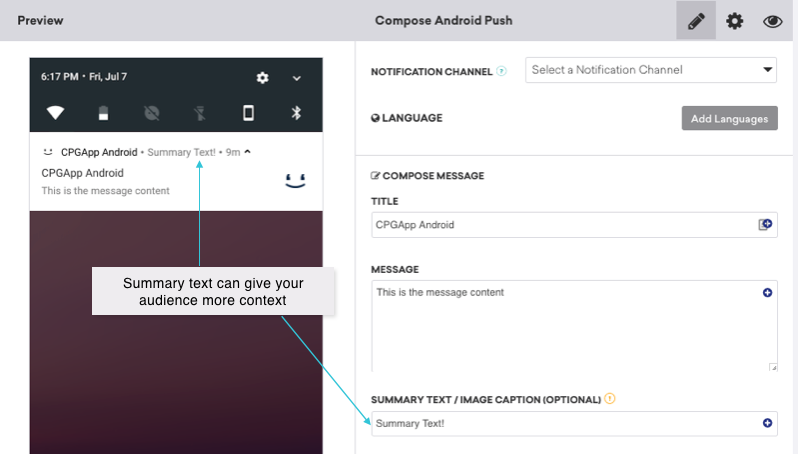 Preview
Compose Android Push
6:17 PM • Fri, Jul 7
CPGApp Android • Summary Text! • 9m
CPGApp Android
This is the message content
Summary text can give your
audience more context
NOTIFICATION CHANNEL
Select a Notification Channel
LANGUAGE
Add Languages
COMPOSE MESSAGE
TITLE
CPGApp Android
MESSAGE
This is the message content
SUMMARY TEXT / IMAGE CAPTION (OPTIONAL)
Summary Text!